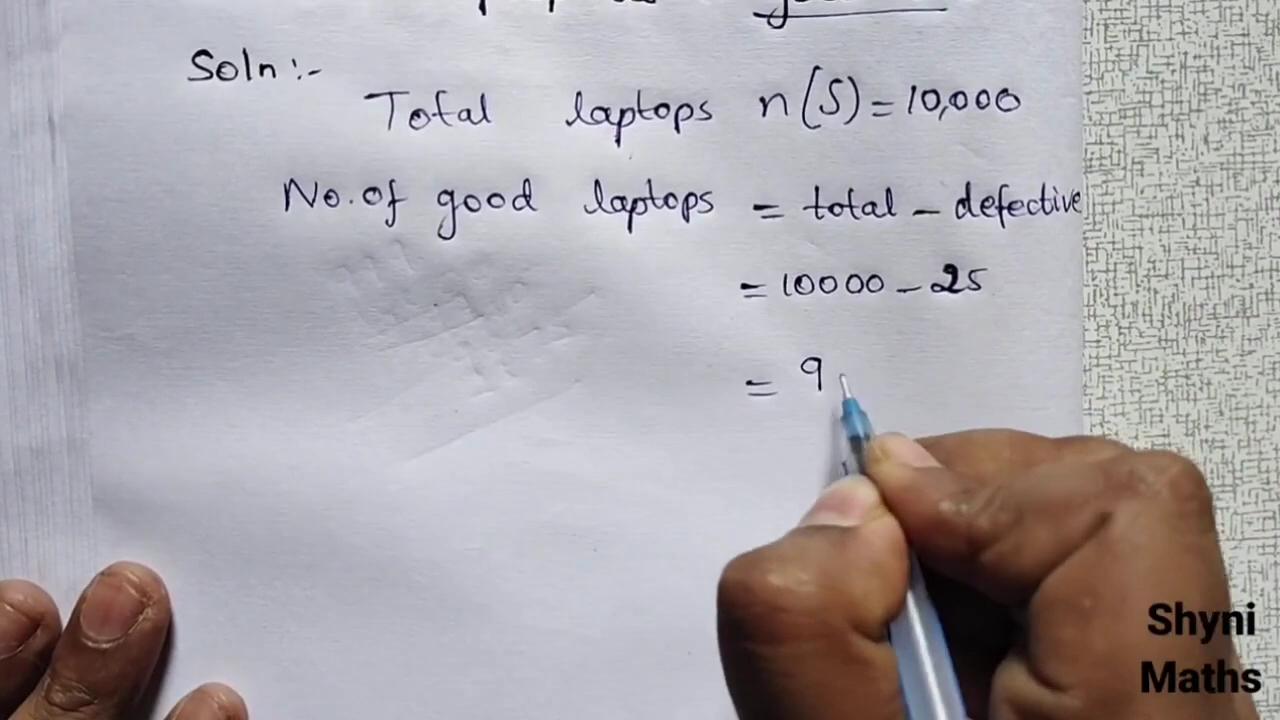 Soln :-
Total laptops n(S) = 10,000
No. of good laptops = total - defective
= 10000 - 25
= 9
Shyni
Maths